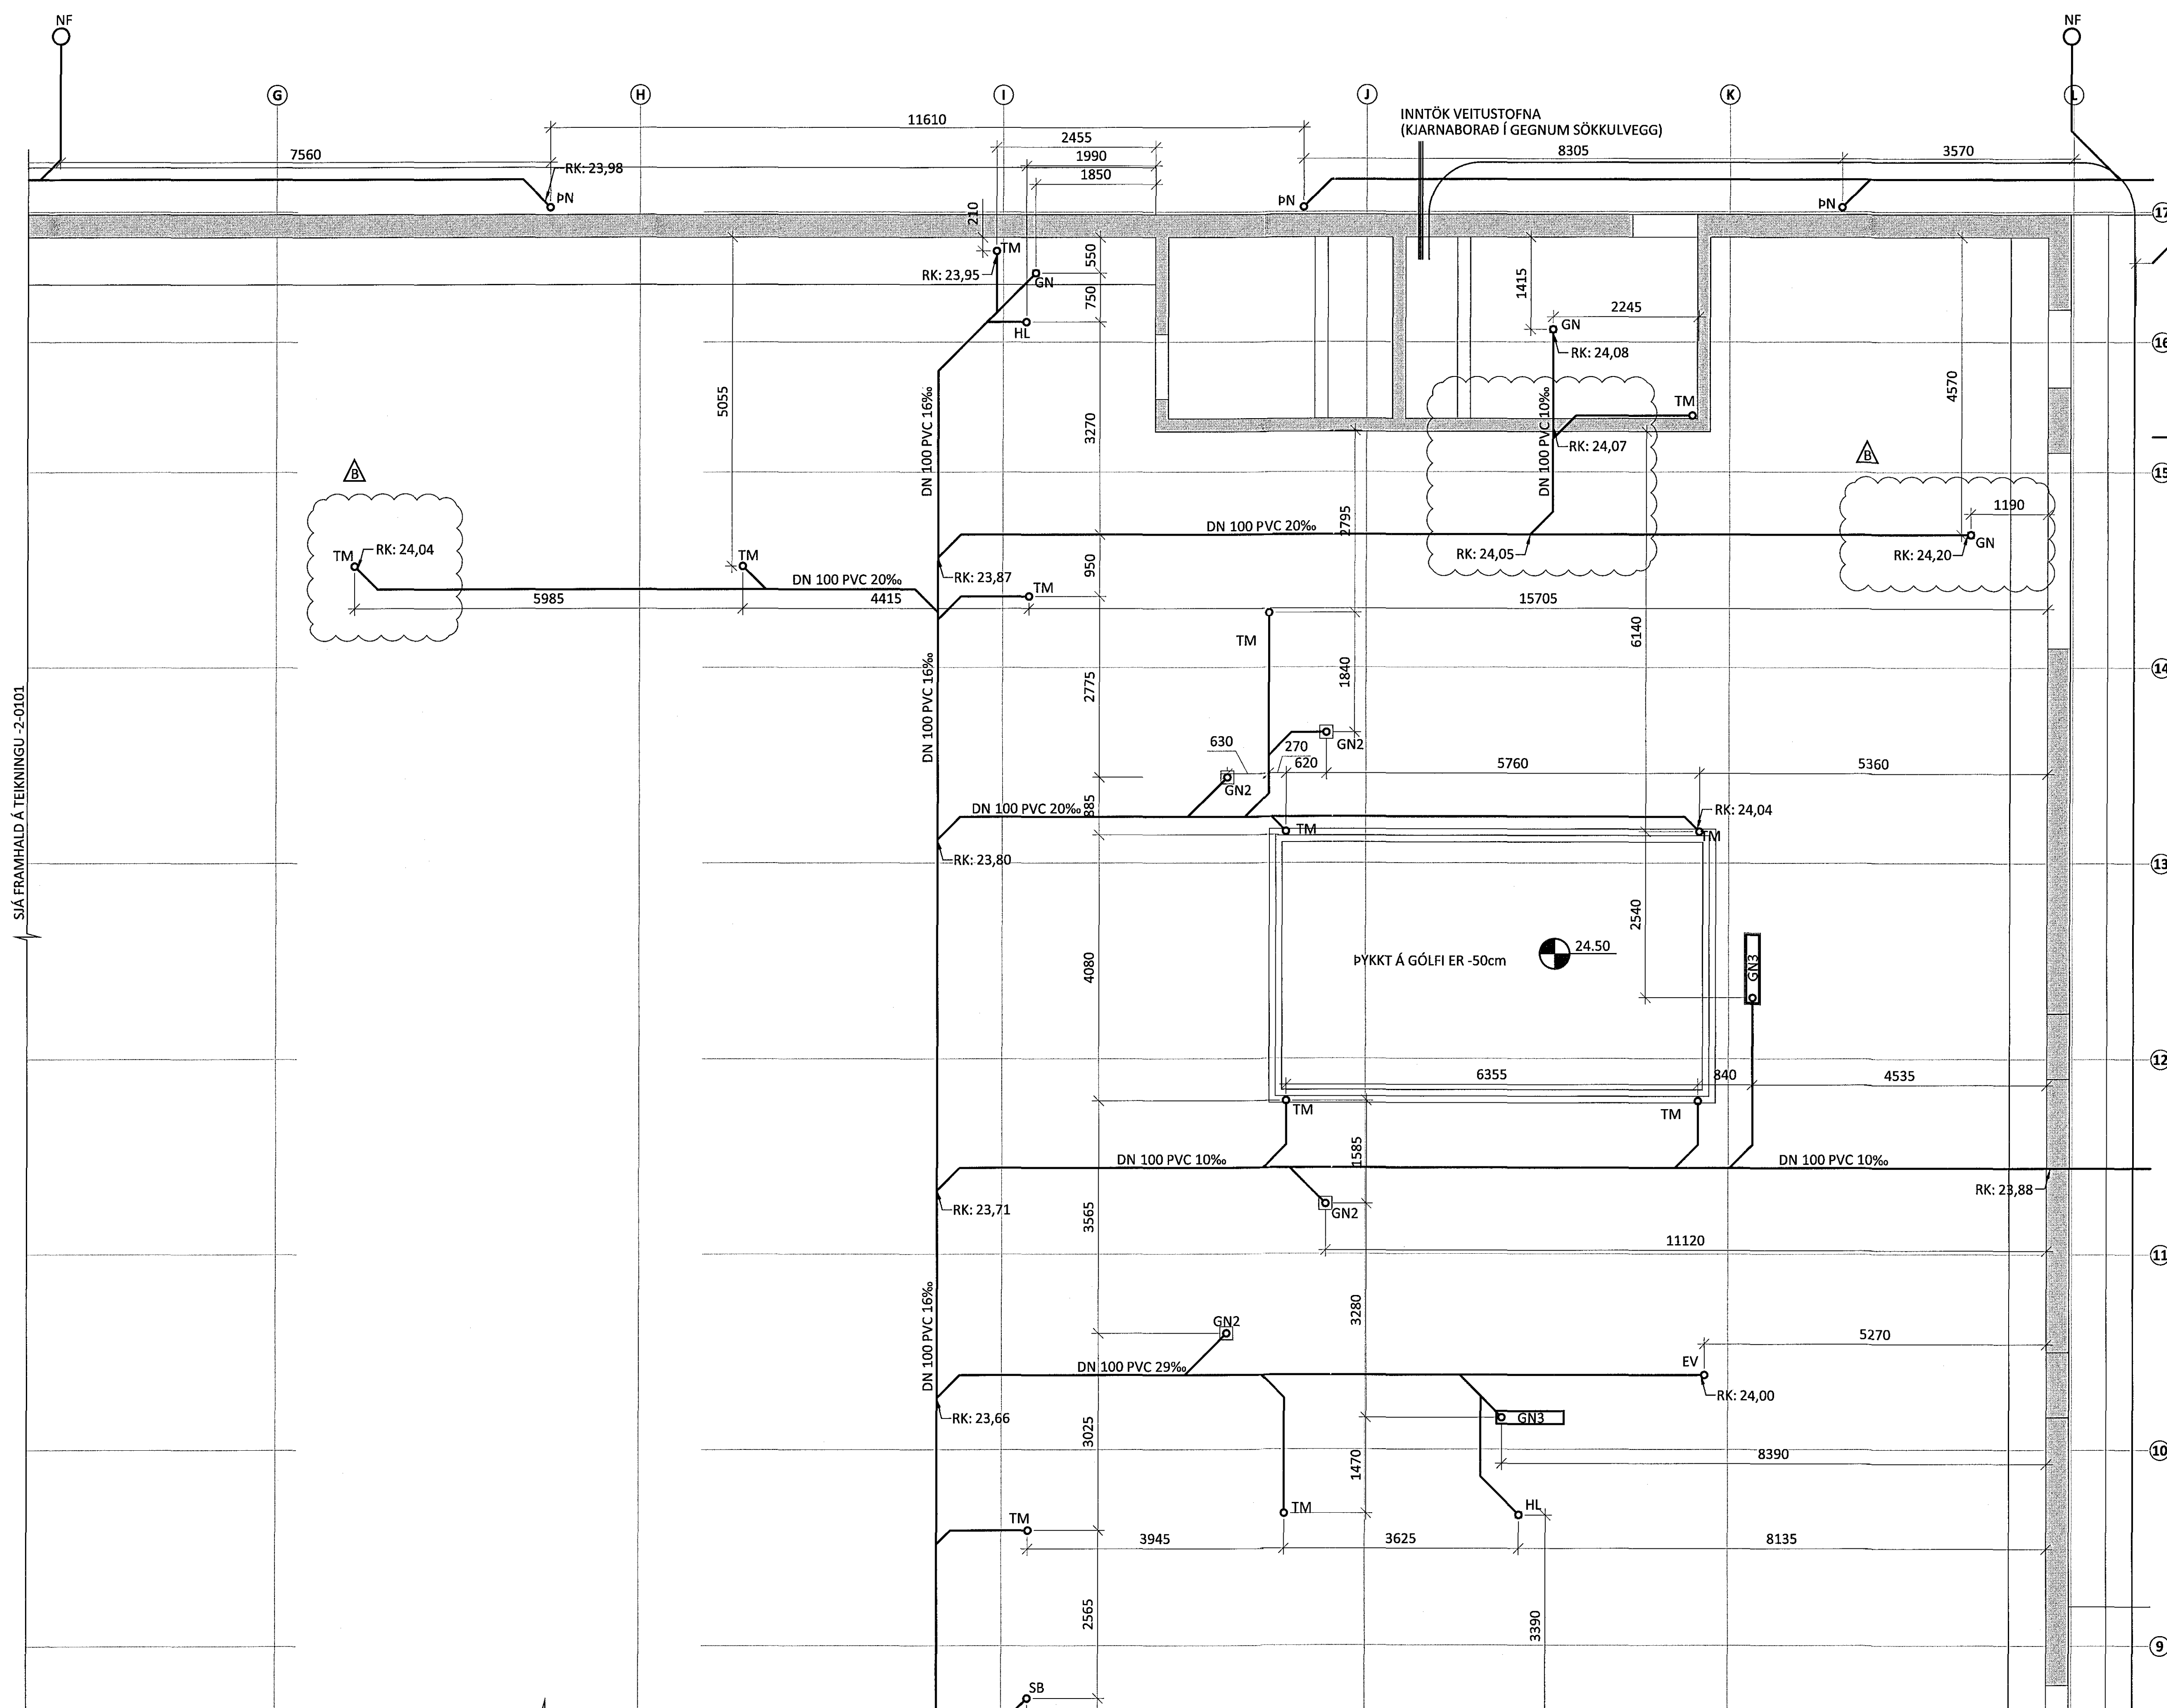 NF
NF
G
H
I
J
K
L
INNTÖK VEITUSTOFNA
(KJARNABORAÐ Í GEGNUM SÖKKULVEGG)
11610
2455
7560
1990
8305
3570
RK: 23,98
1850
ÞN
ÞN
ÞN
17
210
TM
550
RK: 23,95
GN
1415
750
2245
HL
GN
16
RK: 24,08
4570
5055
DN 100 PVC 16‰
3270
DN 100 PVC 10‰
TM
RK: 24,07
B
B
15
2795
1190
DN 100 PVC 20‰
TM
RK: 24,04
TM
RK: 24,05
RK: 24,20
GN
950
DN 100 PVC 20‰
RK: 23,87
TM
5985
4415
15705
6140
TM
14
SJÁ FRAMHALD Á TEIKNINGU -2-0101
DN 100 PVC 16‰
2775
1840
630
270
GN2
620
5760
5360
GN2
DN 100 PVC 20‰
885
RK: 24,04
TM
TM
RK: 23,80
13
2540
4080
ÞYKKT Á GÓLFI ER -50cm
24.50
GN3
12
6355
840
4535
TM
TM
1585
DN 100 PVC 10‰
DN 100 PVC 10‰
RK: 23,88
RK: 23,71
3565
GN2
11120
11
DN 100 PVC 16‰
3280
GN2
5270
DN 100 PVC 29‰
EV
RK: 24,00
RK: 23,66
3025
GN3
10
1470
8390
TM
TM
HL
3945
3625
8135
2565
3390
9
SB